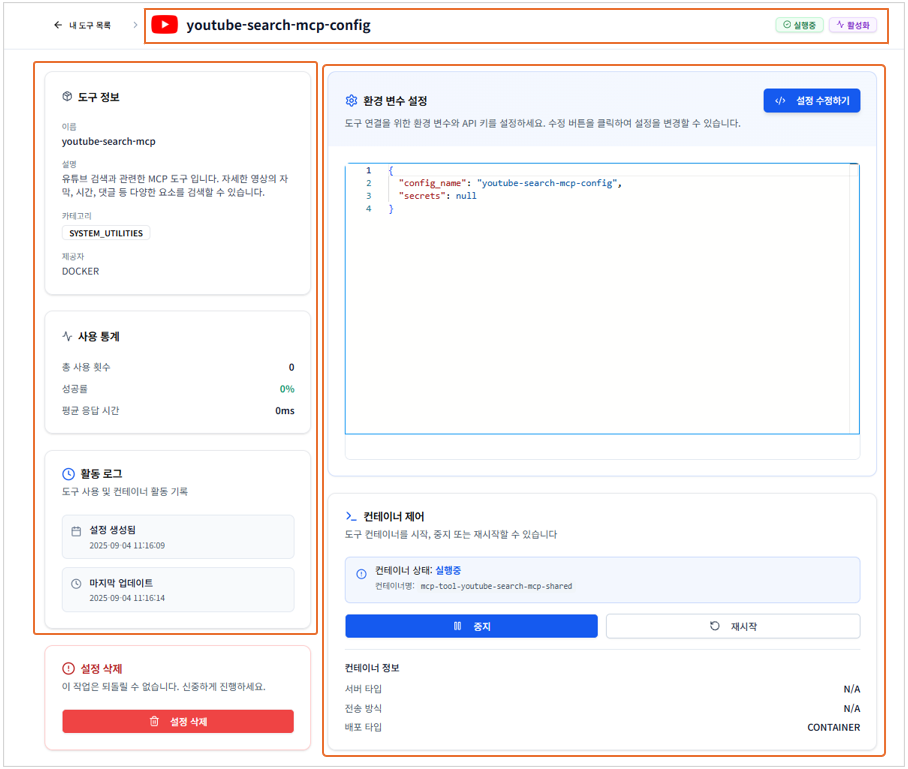 내 도구 목록
youtube-search-mcp-config
실행중
활성화
도구 정보
이름
youtube-search-mcp
설명
유튜브 검색과 관련한 MCP 도구 입니다. 자세한 영상의 자
막, 시간, 댓글 등 다양한 요소를 검색할 수 있습니다.
카테고리
SYSTEM_UTILITIES
제공자
DOCKER
사용 통계
총 사용 횟수 0
성공률 0%
평균 응답 시간 0ms
활동 로그
도구 사용 및 컨테이너 활동 기록
설정 생성됨
2025-09-04 11:16:09
마지막 업데이트
2025-09-04 11:16:14
설정 삭제
이 작업은 되돌릴 수 없습니다. 신중하게 진행하세요.
설정 삭제
환경 변수 설정
설정 수정하기
도구 연결을 위한 환경 변수와 API 키를 설정하세요. 수정 버튼을 클릭하여 설정을 변경할 수 있습니다.
1 {
2 "config_name": "youtube-search-mcp-config",
3 "secrets": null
4 }
컨테이너 제어
도구 컨테이너를 시작, 중지 또는 재시작할 수 있습니다
컨테이너 상태: 실행중
컨테이너명: mcp-tool-youtube-search-mcp-shared
중지
재시작
컨테이너 정보
서버 타입 N/A
전송 방식 N/A
배포 타입 CONTAINER